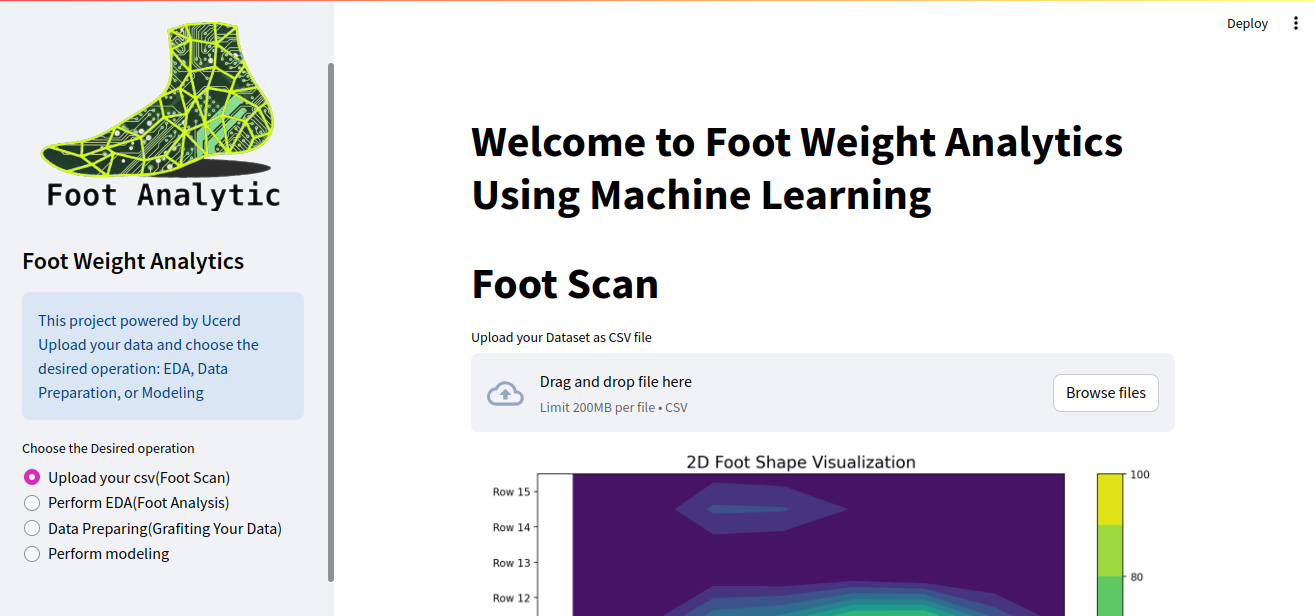 Foot Analytic
Foot Weight Analytics
This project powered by Ucerd
Upload your data and choose the
desired operation: EDA, Data
Preparation, or Modeling
Choose the Desired operation
Upload your csv(Foot Scan)
Perform EDA(Foot Analysis)
Data Preparing(Grafiting Your Data)
Perform modeling
Deploy
Welcome to Foot Weight Analytics
Using Machine Learning
Foot Scan
Upload your Dataset as CSV file
Drag and drop file here
Limit 200MB per file • CSV
Browse files
2D Foot Shape Visualization
Row 15
Row 14
Row 13
Row 12
100
80